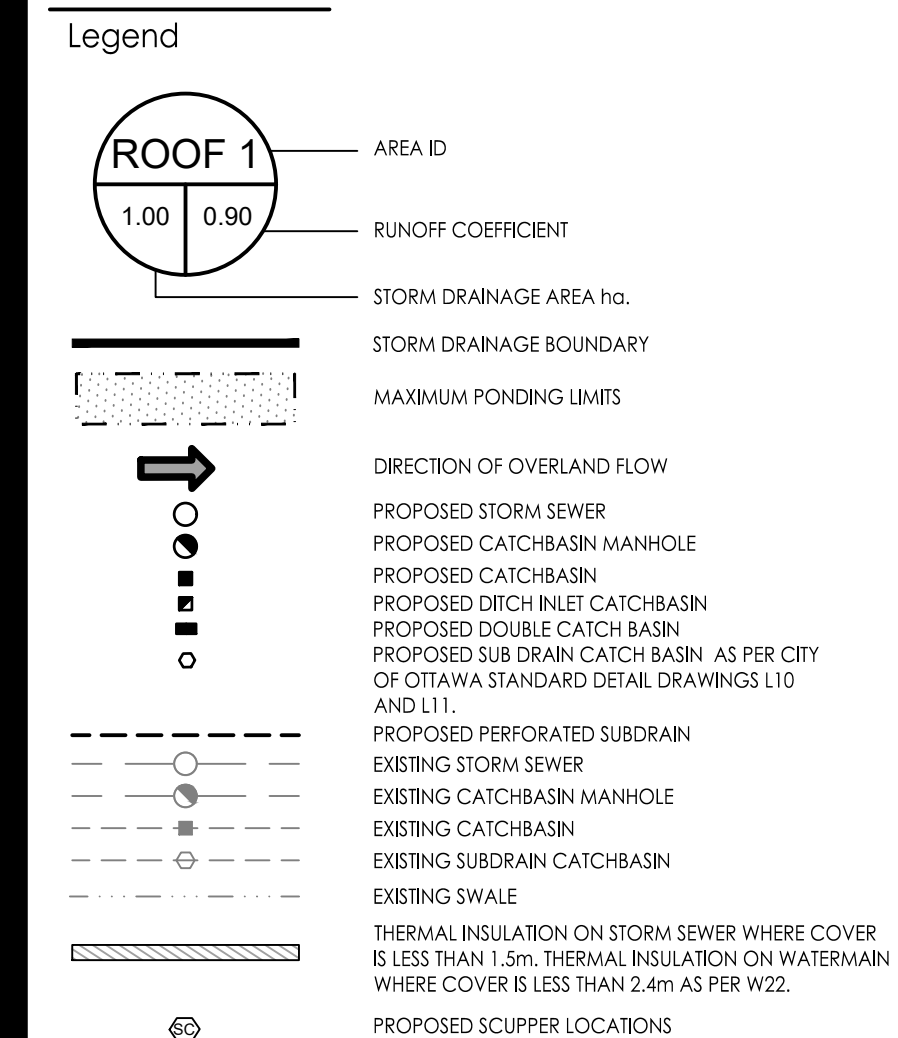 Legend
ROOF 1
AREA ID
1.00 0.90
RUNOFF COEFFICIENT
STORM DRAINAGE AREA ha.
STORM DRAINAGE BOUNDARY
MAXIMUM PONDING LIMITS
DIRECTION OF OVERLAND FLOW
PROPOSED STORM SEWER
PROPOSED CATCHBASIN MANHOLE
PROPOSED CATCHBASIN
PROPOSED DITCH INLET CATCHBASIN
PROPOSED DOUBLE CATCH BASIN
PROPOSED SUB DRAIN CATCH BASIN AS PER CITY
OF OTTAWA STANDARD DETAIL DRAWINGS L10
AND L11.
PROPOSED PERFORATED SUBDRAIN
EXISTING STORM SEWER
EXISTING CATCHBASIN MANHOLE
EXISTING CATCHBASIN
EXISTING SUBDRAIN CATCHBASIN
EXISTING SWALE
THERMAL INSULATION ON STORM SEWER WHERE COVER
IS LESS THAN 1.5m. THERMAL INSULATION ON WATERMAIN
WHERE COVER IS LESS THAN 2.4m AS PER W22.
SC PROPOSED SCUPPER LOCATIONS